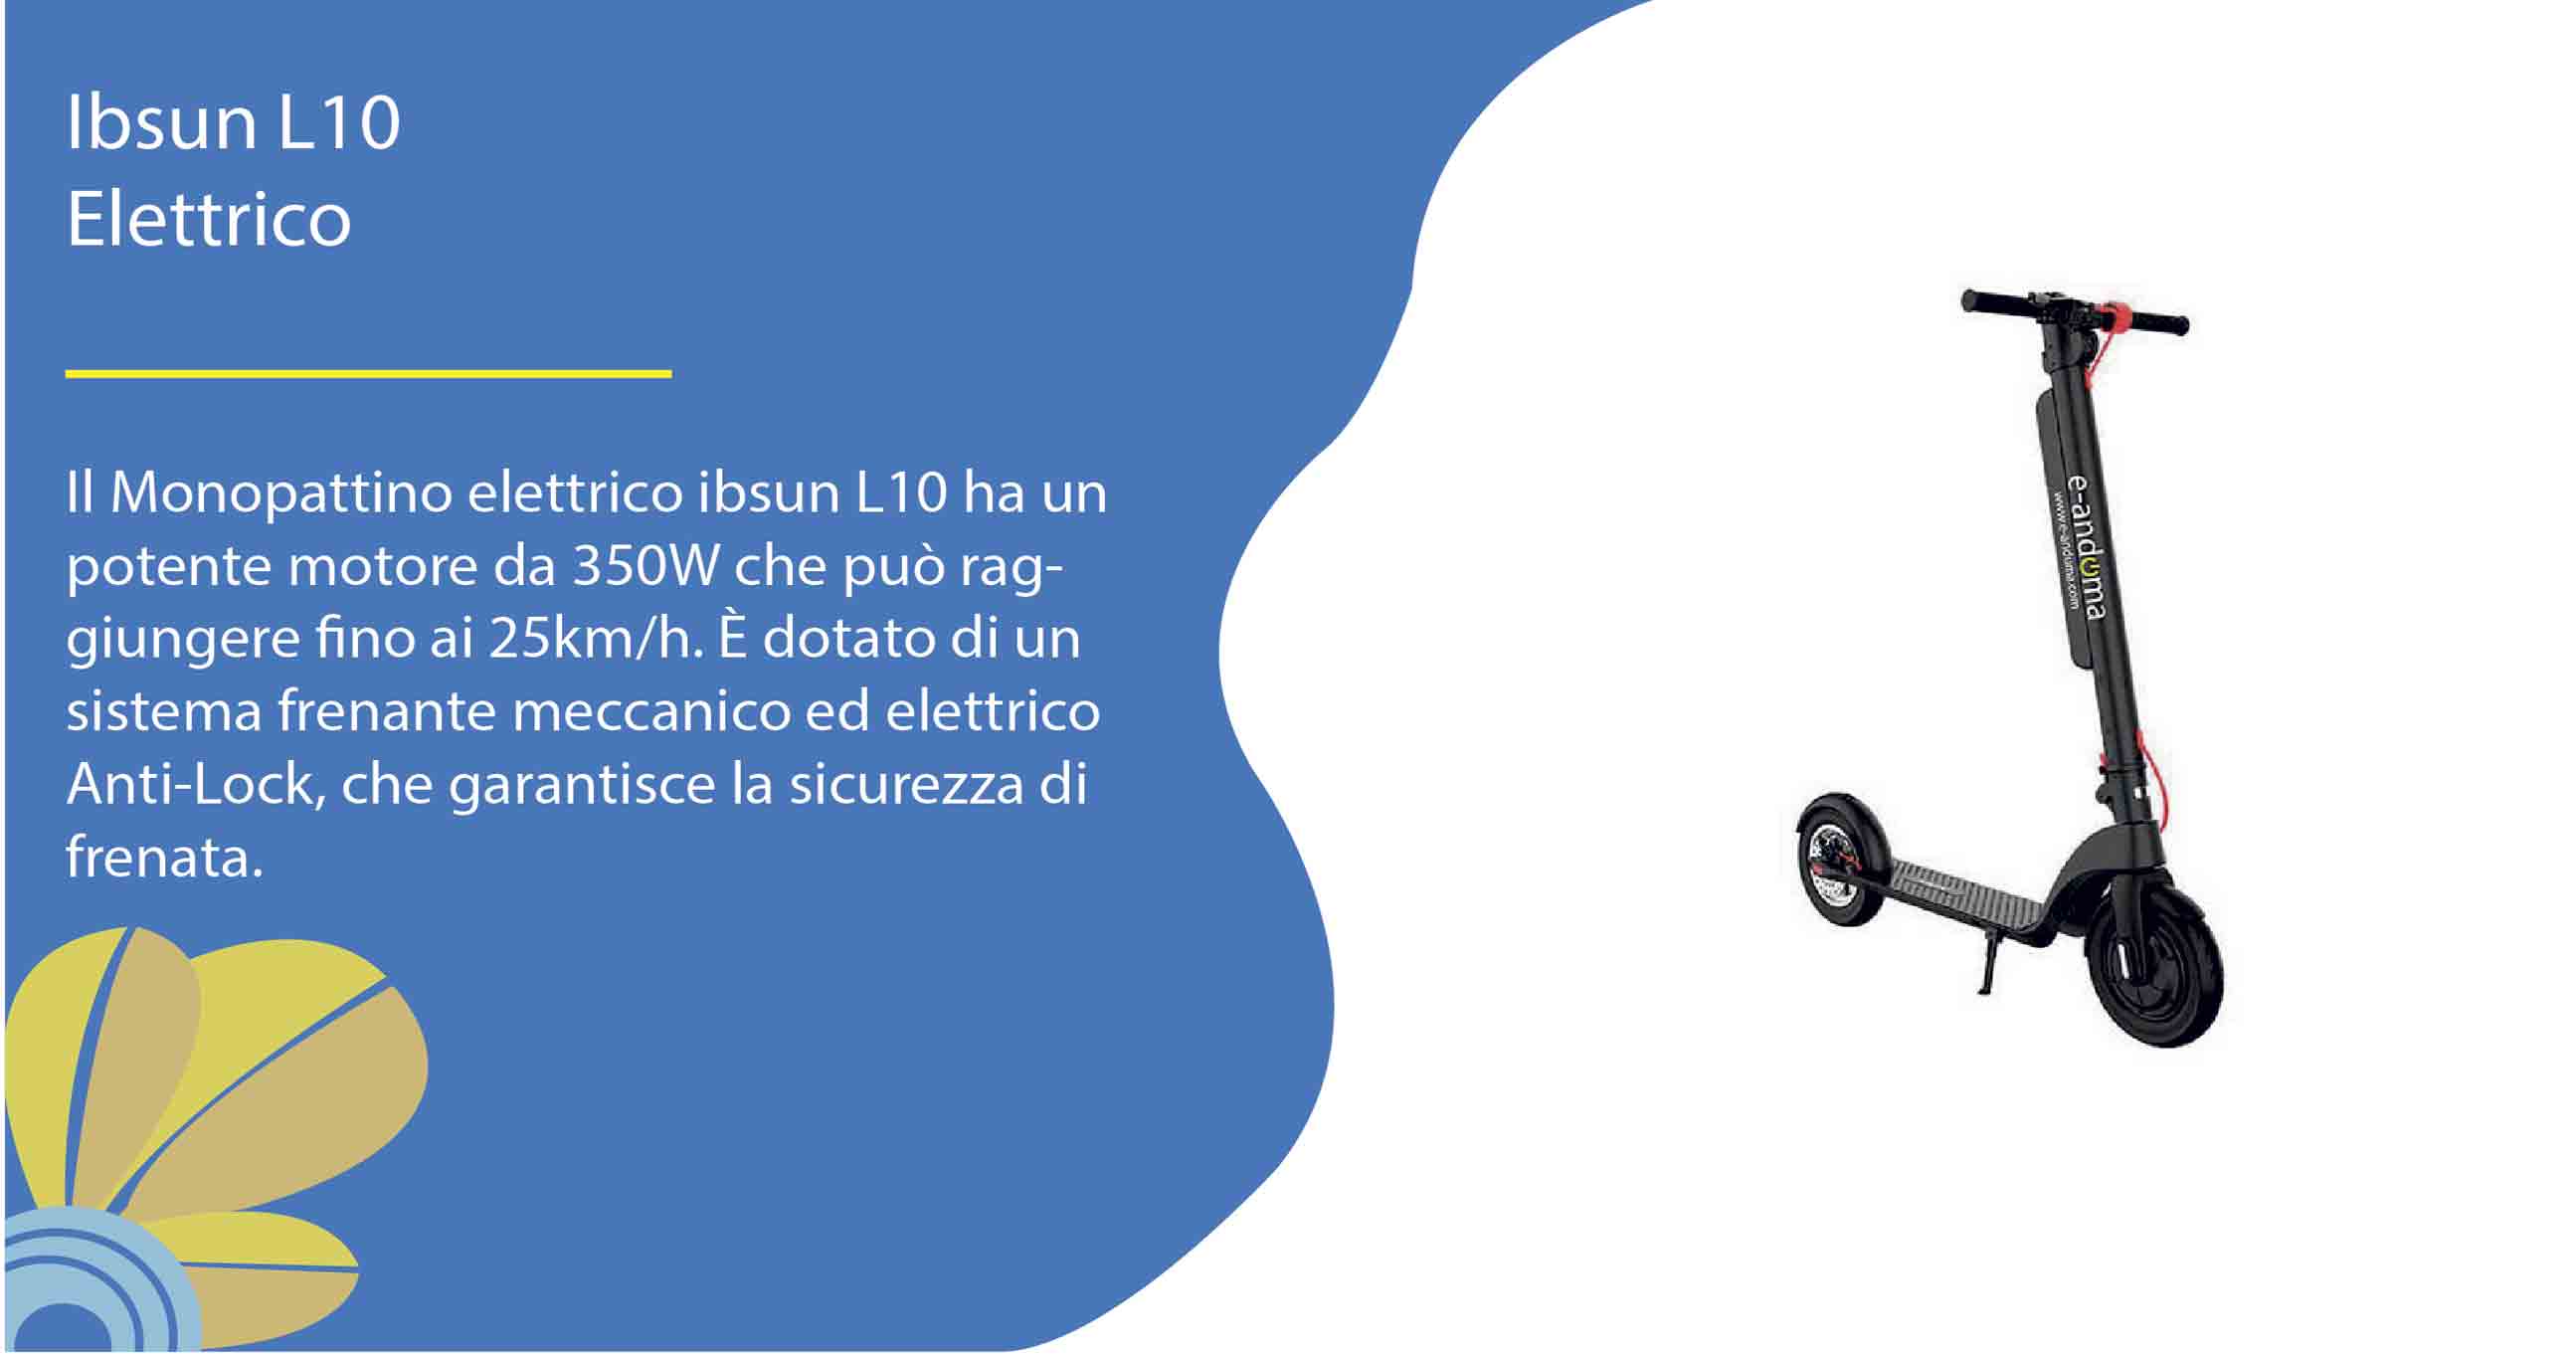 Ibsun L10
Elettrico
Il Monopattino elettrico ibsun L10 ha un
potente motore da 350W che può rag-
giungere fino ai 25km/h. È dotato di un
sistema frenante meccanico ed elettrico
Anti-Lock, che garantisce la sicurezza di
frenata.
e-anduma
www.e-anduma.com